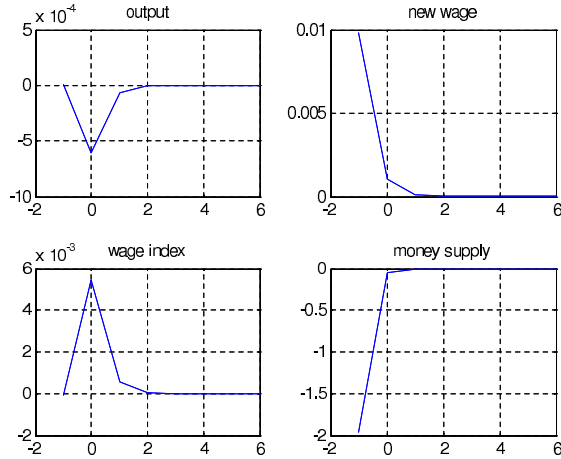 output
x 10^-4
5
0
-5
-10
-2 0 2 4 6
new wage
0.01
0.005
0
-2 0 2 4 6
wage index
x 10^-3
6
4
2
0
-2
-2 0 2 4 6
money supply
0
-0.5
-1
-1.5
-2
-2 0 2 4 6